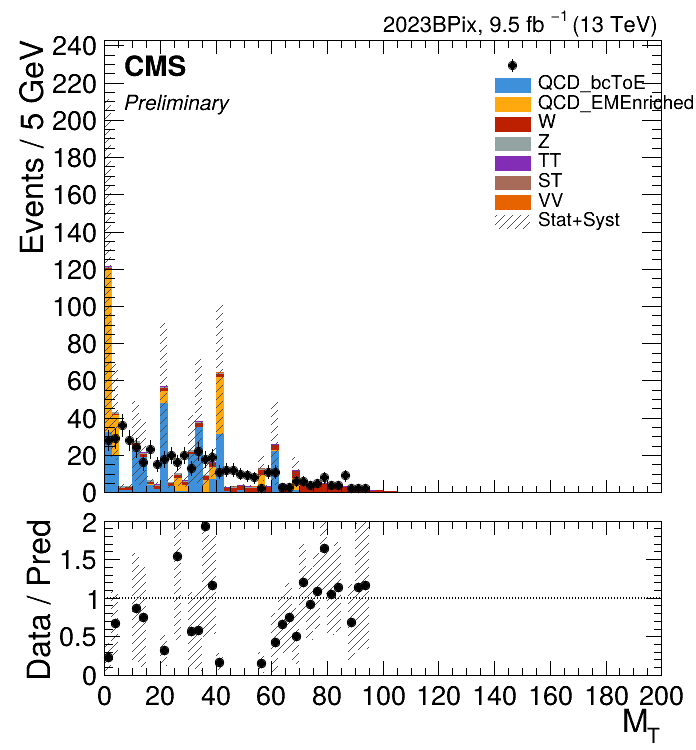 2023BPix, 9.5 fb⁻¹ (13 TeV)
CMS
Preliminary
QCD_bcToE
QCD_EMEnriched
W
Z
TT
ST
VV
Stat+Syst
Events / 5 GeV
240
220
200
180
160
140
120
100
80
60
40
20
0
Data / Pred
2
1.5
1
0.5
0
0 20 40 60 80 100 120 140 160 180 200
M_T